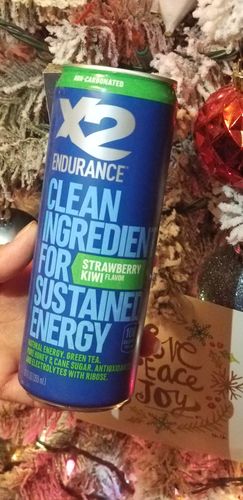 NON-CARBONATED
X2
ENDURANCE
CLEAN
INGREDIENT
FOR
STRAWBERRY
KIWI FLAVOR
SUSTAINED
ENERGY
NATURAL ENERGY, GREEN TEA,
HONEY & CANE SUGAR, ANTIOXIDANTS
AND ELECTROLYTES WITH RIBOSE.
Love
Peace
Joy